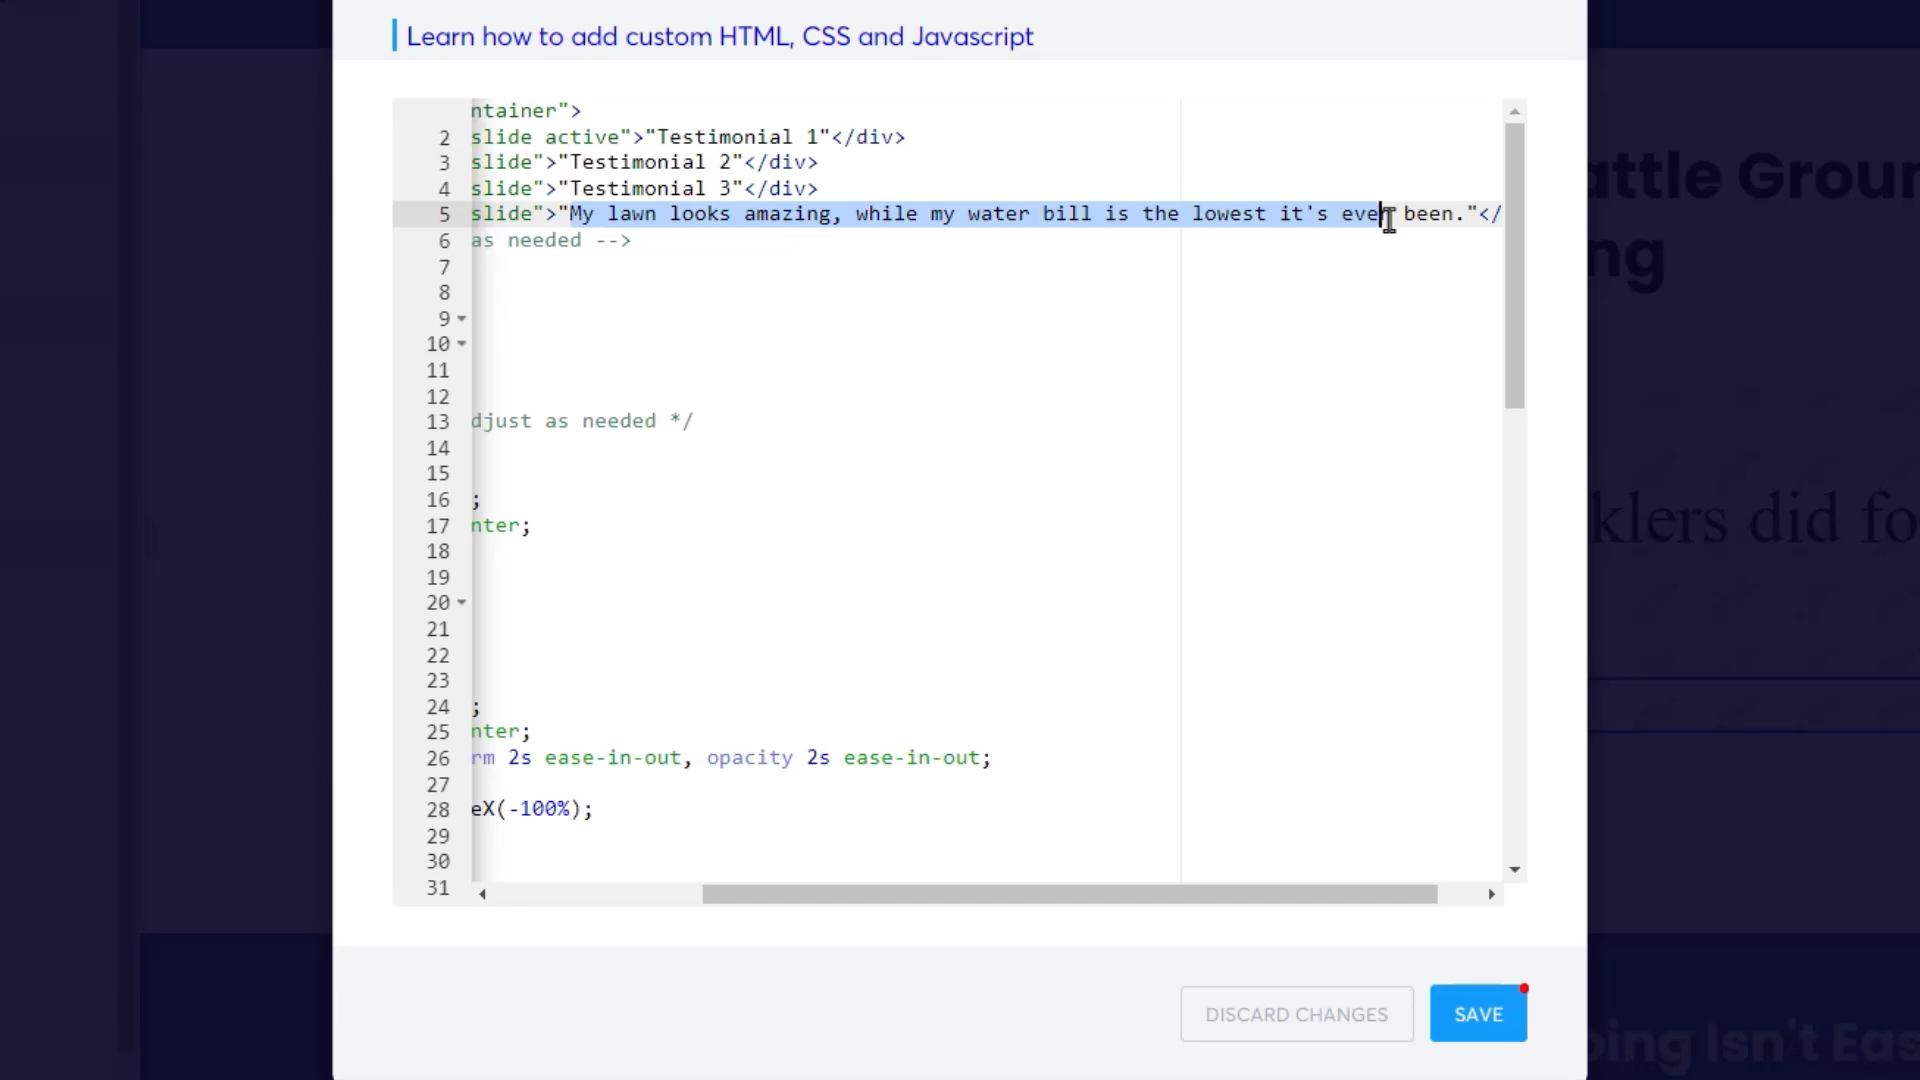 Learn how to add custom HTML, CSS and Javascript
ntainer">
2 slide active">"Testimonial 1"</div>
3 slide">"Testimonial 2"</div>
4 slide">"Testimonial 3"</div>
5 slide">"My lawn looks amazing, while my water bill is the lowest it's ever been."</
6 as needed -->
7
8
9
10
11
12
13 djust as needed */
14
15
16 ;
17 nter;
18
19
20
21
22
23
24 ;
25 nter;
26 rm 2s ease-in-out, opacity 2s ease-in-out;
27
28 eX(-100%);
29
30
31
DISCARD CHANGES
SAVE
attle Groun
ng
klers did fo
ping Isn't Eas